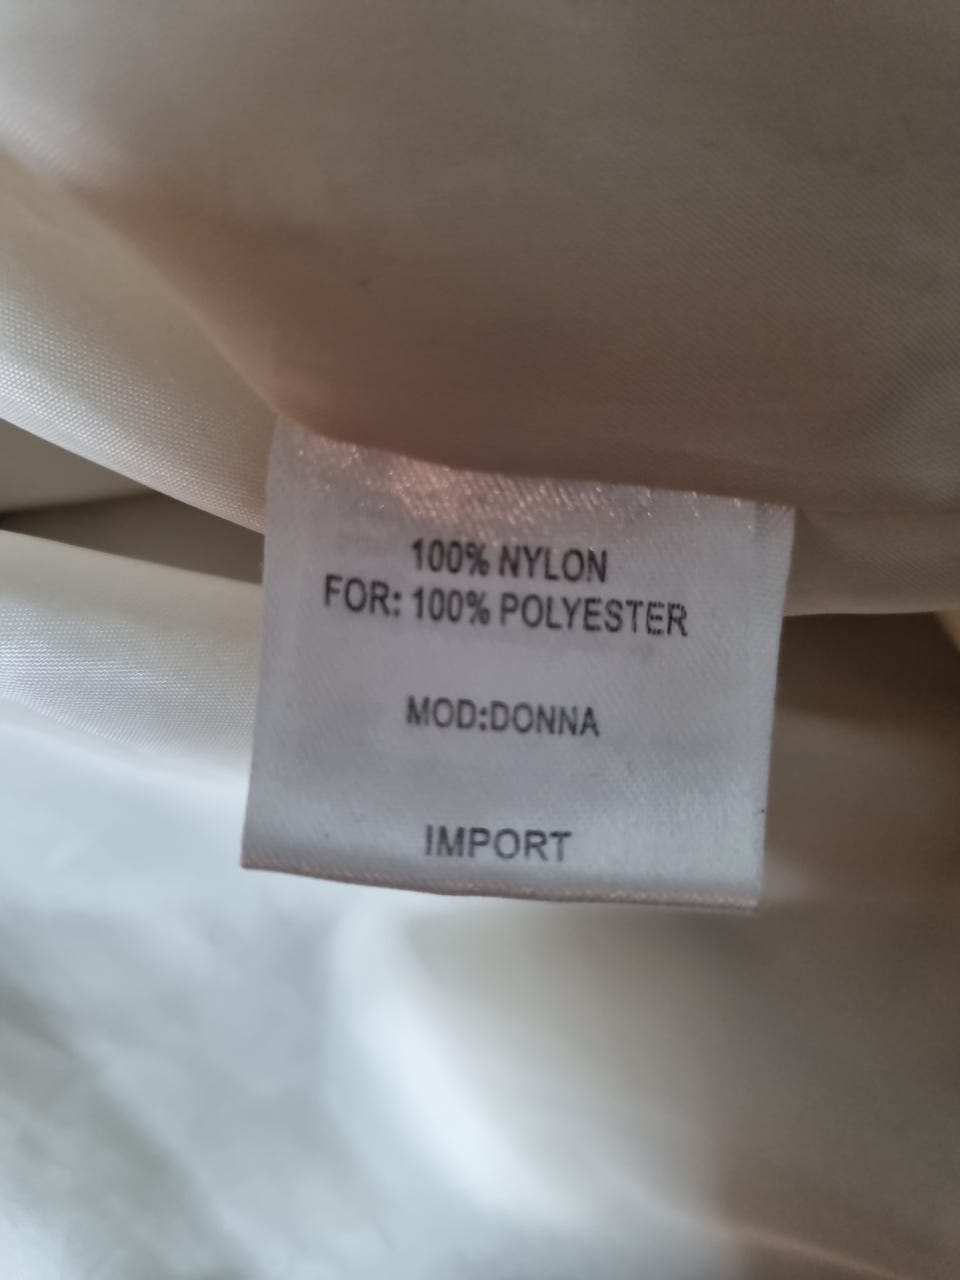 100% NYLON
FOR: 100% POLYESTER
MOD:DONNA
IMPORT